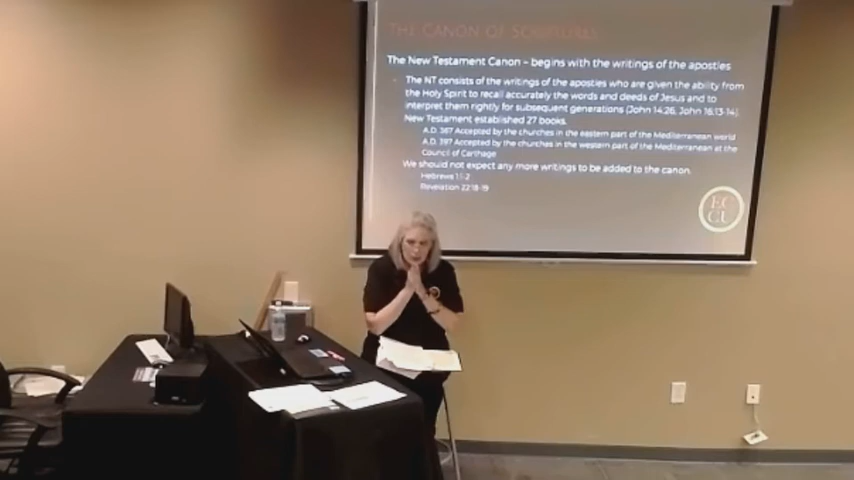 THE CANON OF SCRIPTURE
The New Testament Canon – begins with the writings of the apostles
The NT consists of the writings of the apostles who are given the ability from
the Holy Spirit to recall accurately the words and deeds of Jesus and to
interpret them rightly for subsequent generations (John 14:26, John 16:13-14).
New Testament established 27 books.
A.D. 367 Accepted by the churches in the eastern part of the Mediterranean world
A.D. 397 Accepted by the churches in the western part of the Mediterranean at the
Council of Carthage
We should not expect any more writings to be added to the canon.
Hebrews 1:1-2
Revelation 22:18-19
EC
CU